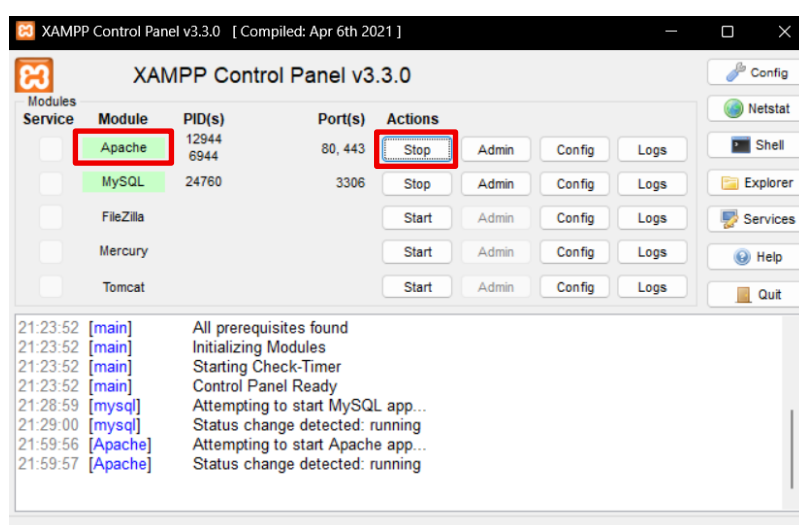 XAMPP Control Panel v3.3.0 [ Compiled: Apr 6th 2021 ]
XAMPP Control Panel v3.3.0
Config
Modules
Service Module PID(s) Port(s) Actions
Netstat
Apache 12944 6944 80, 443 Stop Admin Config Logs
Shell
MySQL 24760 3306 Stop Admin Config Logs
Explorer
FileZilla Start Admin Config Logs
Services
Mercury Start Admin Config Logs
Help
Tomcat Start Admin Config Logs
Quit
21:23:52 [main] All prerequisites found
21:23:52 [main] Initializing Modules
21:23:52 [main] Starting Check-Timer
21:23:52 [main] Control Panel Ready
21:28:59 [mysql] Attempting to start MySQL app...
21:29:00 [mysql] Status change detected: running
21:59:56 [Apache] Attempting to start Apache app...
21:59:57 [Apache] Status change detected: running